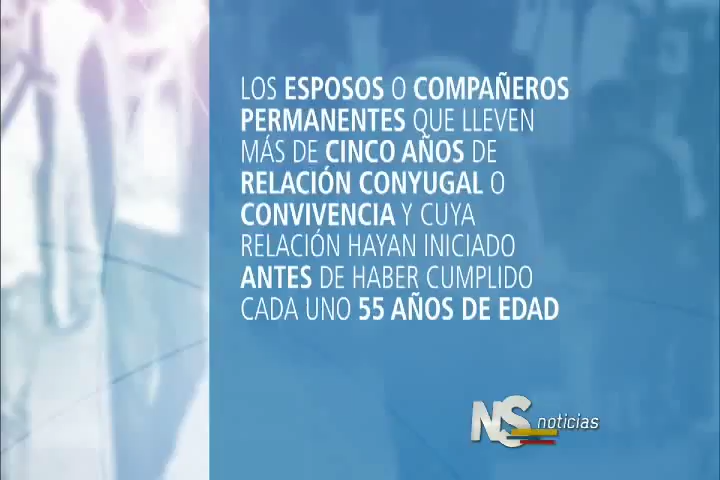 LOS ESPOSOS O COMPAÑEROS
PERMANENTES QUE LLEVEN
MÁS DE CINCO AÑOS DE
RELACIÓN CONYUGAL O
CONVIVENCIA Y CUYA
RELACIÓN HAYAN INICIADO
ANTES DE HABER CUMPLIDO
CADA UNO 55 AÑOS DE EDAD
NCS noticias